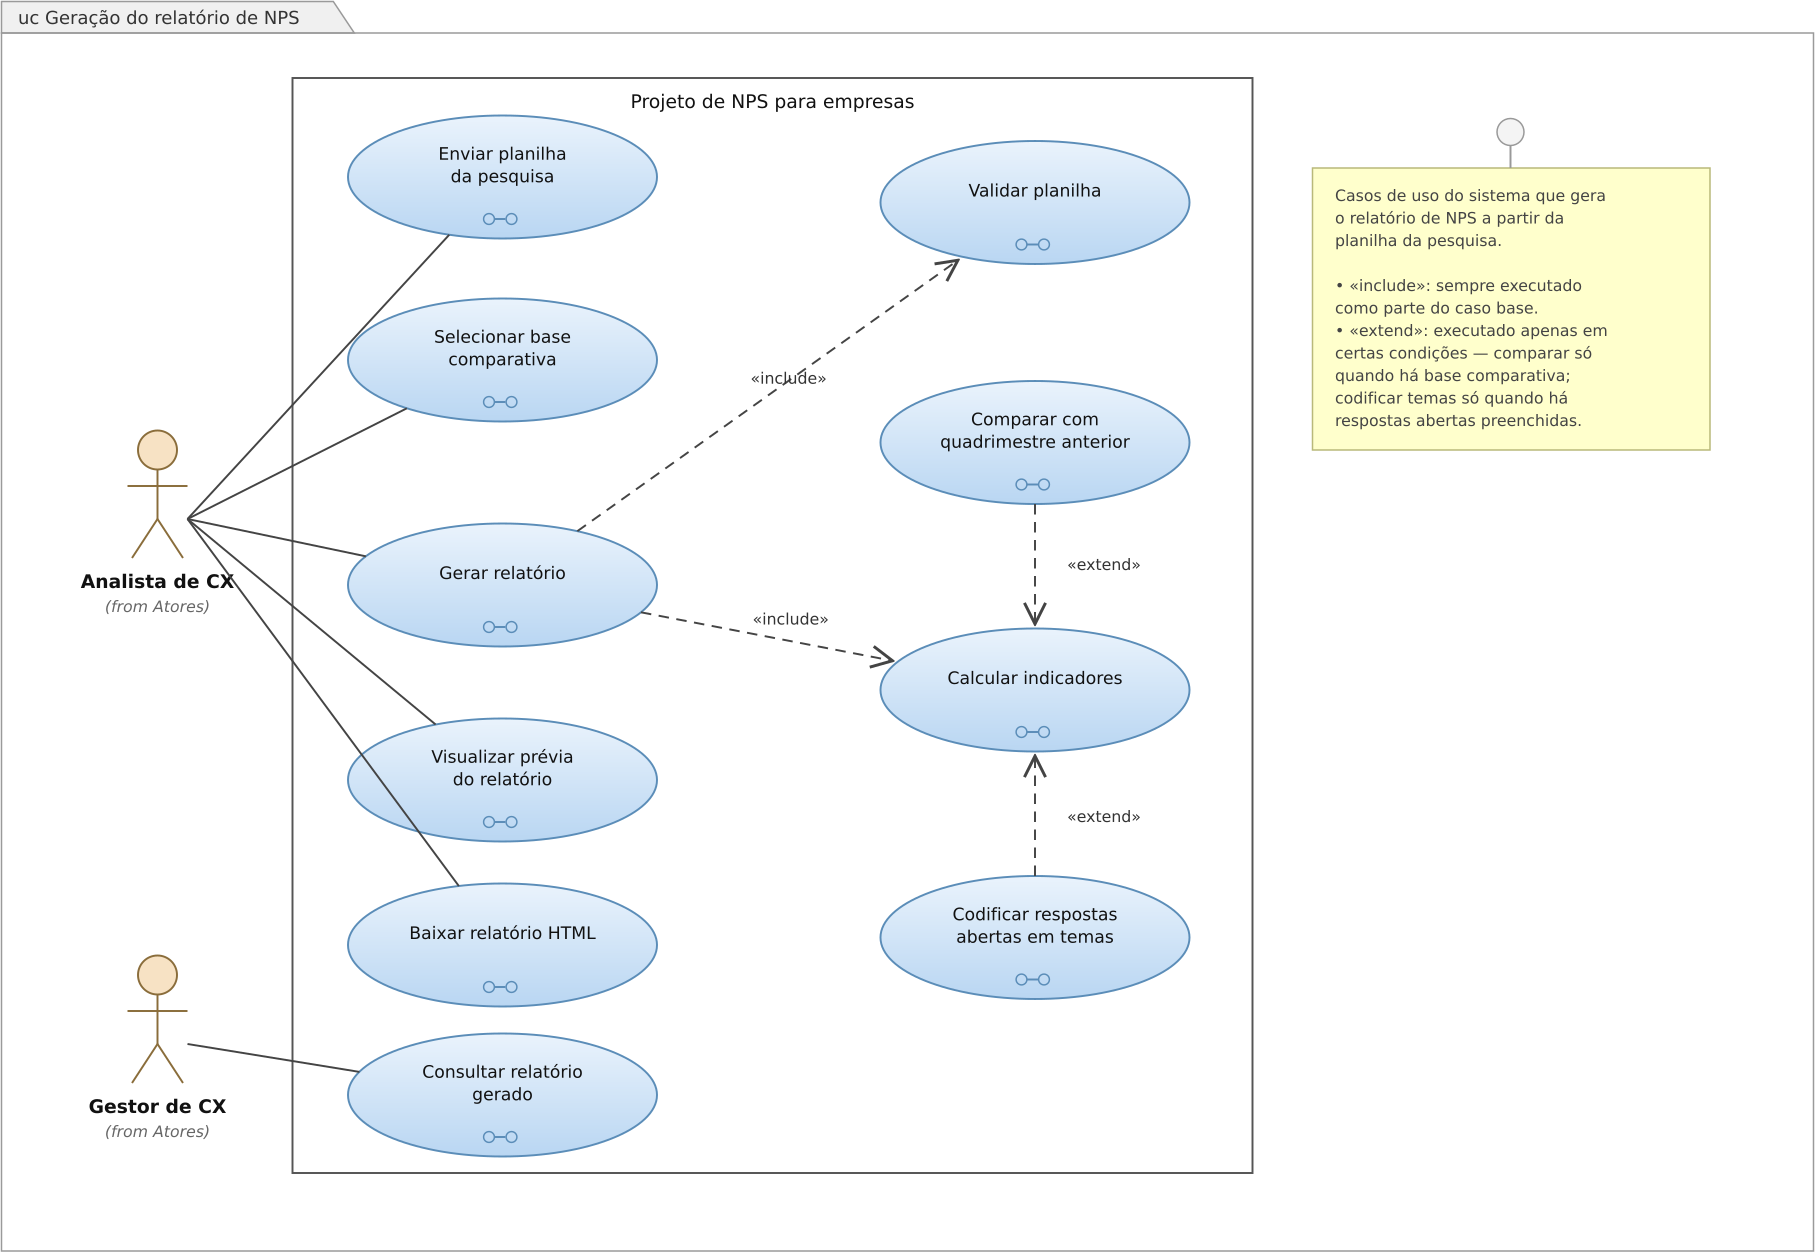 uc Geração do relatório de NPS
Projeto de NPS para empresas
Enviar planilha
da pesquisa
Validar planilha
Selecionar base
comparativa
«include»
Comparar com
quadrimestre anterior
Analista de CX
(from Atores)
Gerar relatório
«extend»
«include»
Calcular indicadores
Visualizar prévia
do relatório
«extend»
Baixar relatório HTML
Codificar respostas
abertas em temas
Gestor de CX
(from Atores)
Consultar relatório
gerado
Casos de uso do sistema que gera
o relatório de NPS a partir da
planilha da pesquisa.
• «include»: sempre executado
como parte do caso base.
• «extend»: executado apenas em
certas condições — comparar só
quando há base comparativa;
codificar temas só quando há
respostas abertas preenchidas.